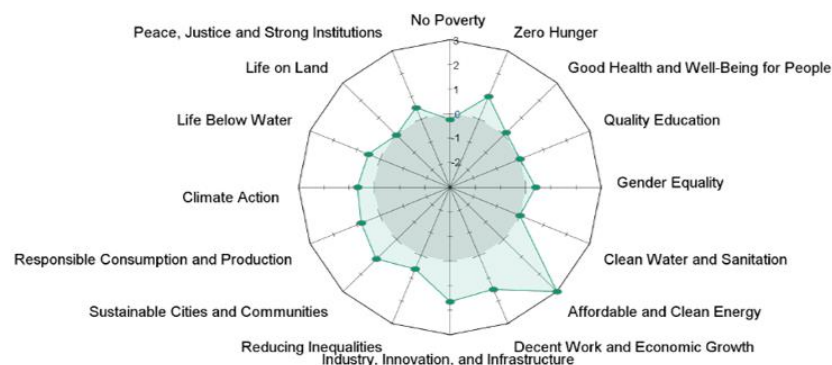 No Poverty
Peace, Justice and Strong Institutions
Zero Hunger
3
Life on Land
2
Good Health and Well-Being for People
1
Life Below Water
0
Quality Education
-1
-2
Climate Action
Gender Equality
Responsible Consumption and Production
Clean Water and Sanitation
Sustainable Cities and Communities
Affordable and Clean Energy
Reducing Inequalities
Decent Work and Economic Growth
Industry, Innovation, and Infrastructure